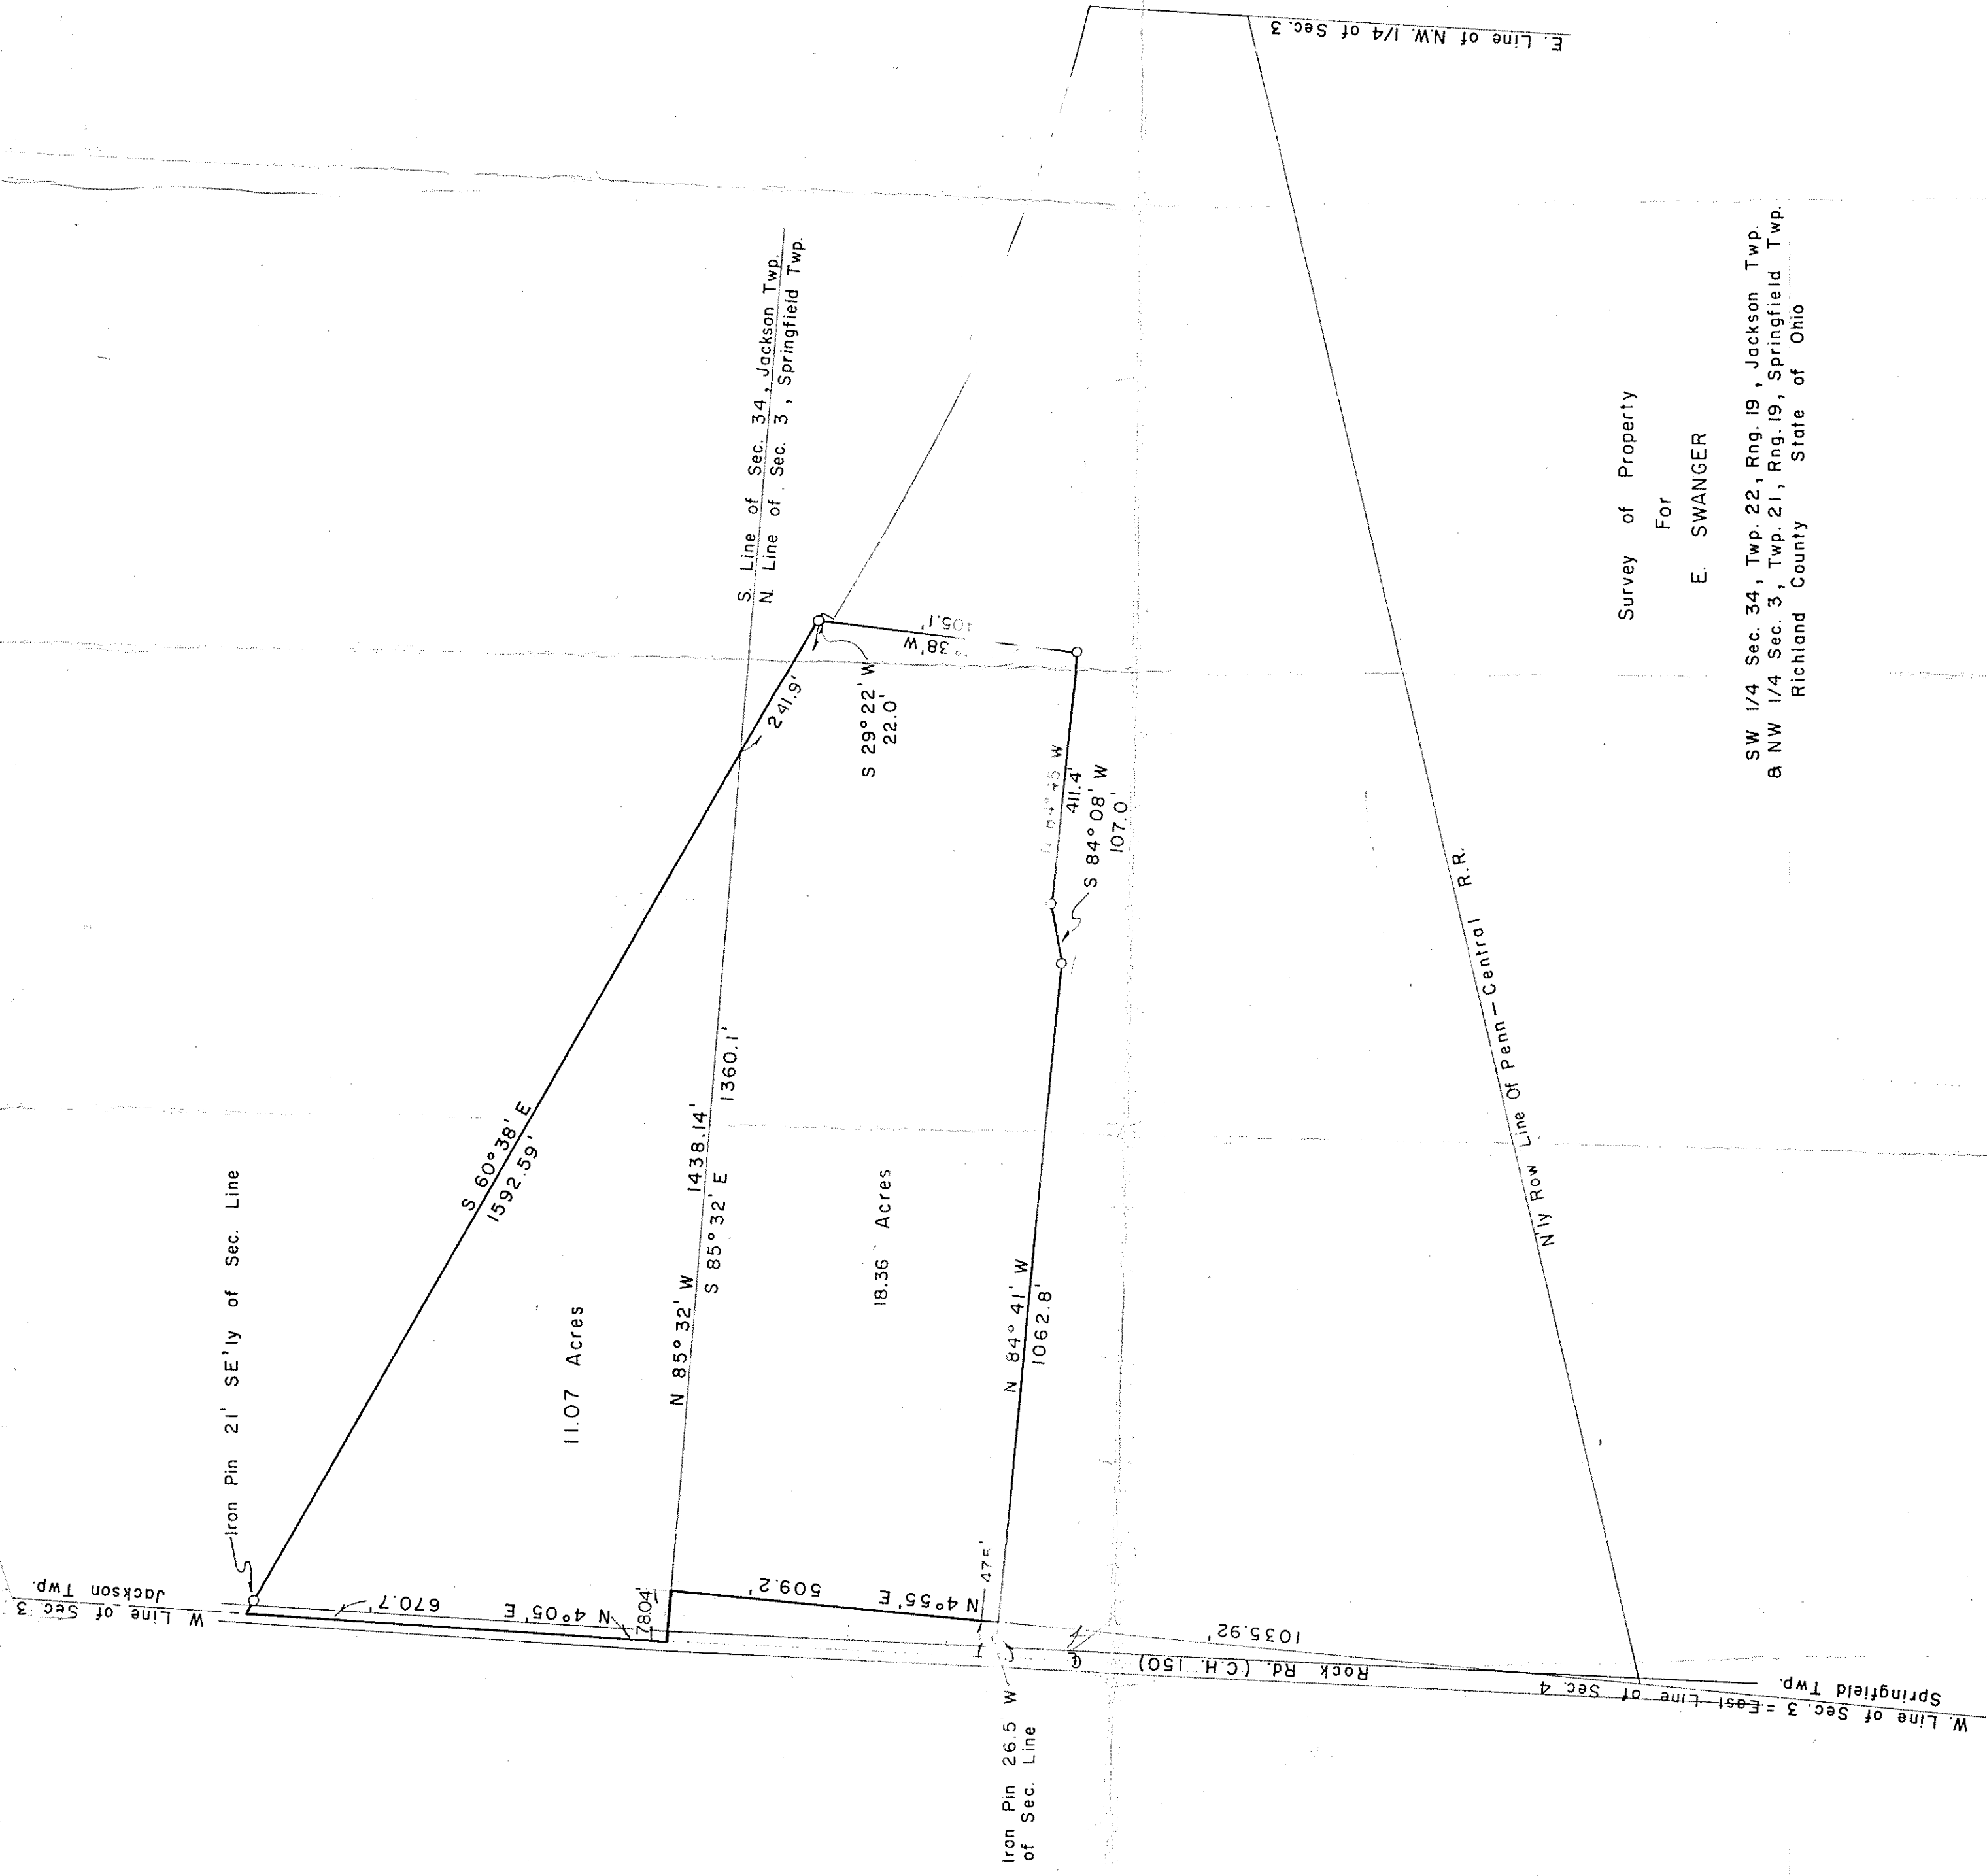 E. Line of N.W. 1/4 of Sec. 3
S. Line of Sec. 34, Jackson Twp.
N. Line of Sec. 3, Springfield Twp.
Iron Pin 21' SE'ly of Sec. Line
W. Line of Sec. 3
Jackson Twp.
S 60° 38' E
1592.59'
241.9'
S 29° 22' W
22.0'
° 38' W
05.1'
N 85° 32' W 1438.14'
S 85° 32' E 1360.1'
11.07 Acres
18.36 Acres
84° 45 W
411.4'
S 84° 08' W
107.0'
N 84° 41' W
1062.8'
N 4° 05' E 670.7'
78.04'
N 4° 55' E 509.2'
475'
1035.92'
Iron Pin 26.5' W
of Sec. Line
℄ Rock Rd. (C.H. 150)
W. Line of Sec. 3 = East Line of Sec. 4
Springfield Twp.
N'ly Row Line Of Penn-Central R.R.
Survey of Property
For
E. SWANGER
SW 1/4 Sec. 34, Twp. 22, Rng. 19, Jackson Twp.
& NW 1/4 Sec. 3, Twp. 21, Rng. 19, Springfield Twp.
Richland County State of Ohio